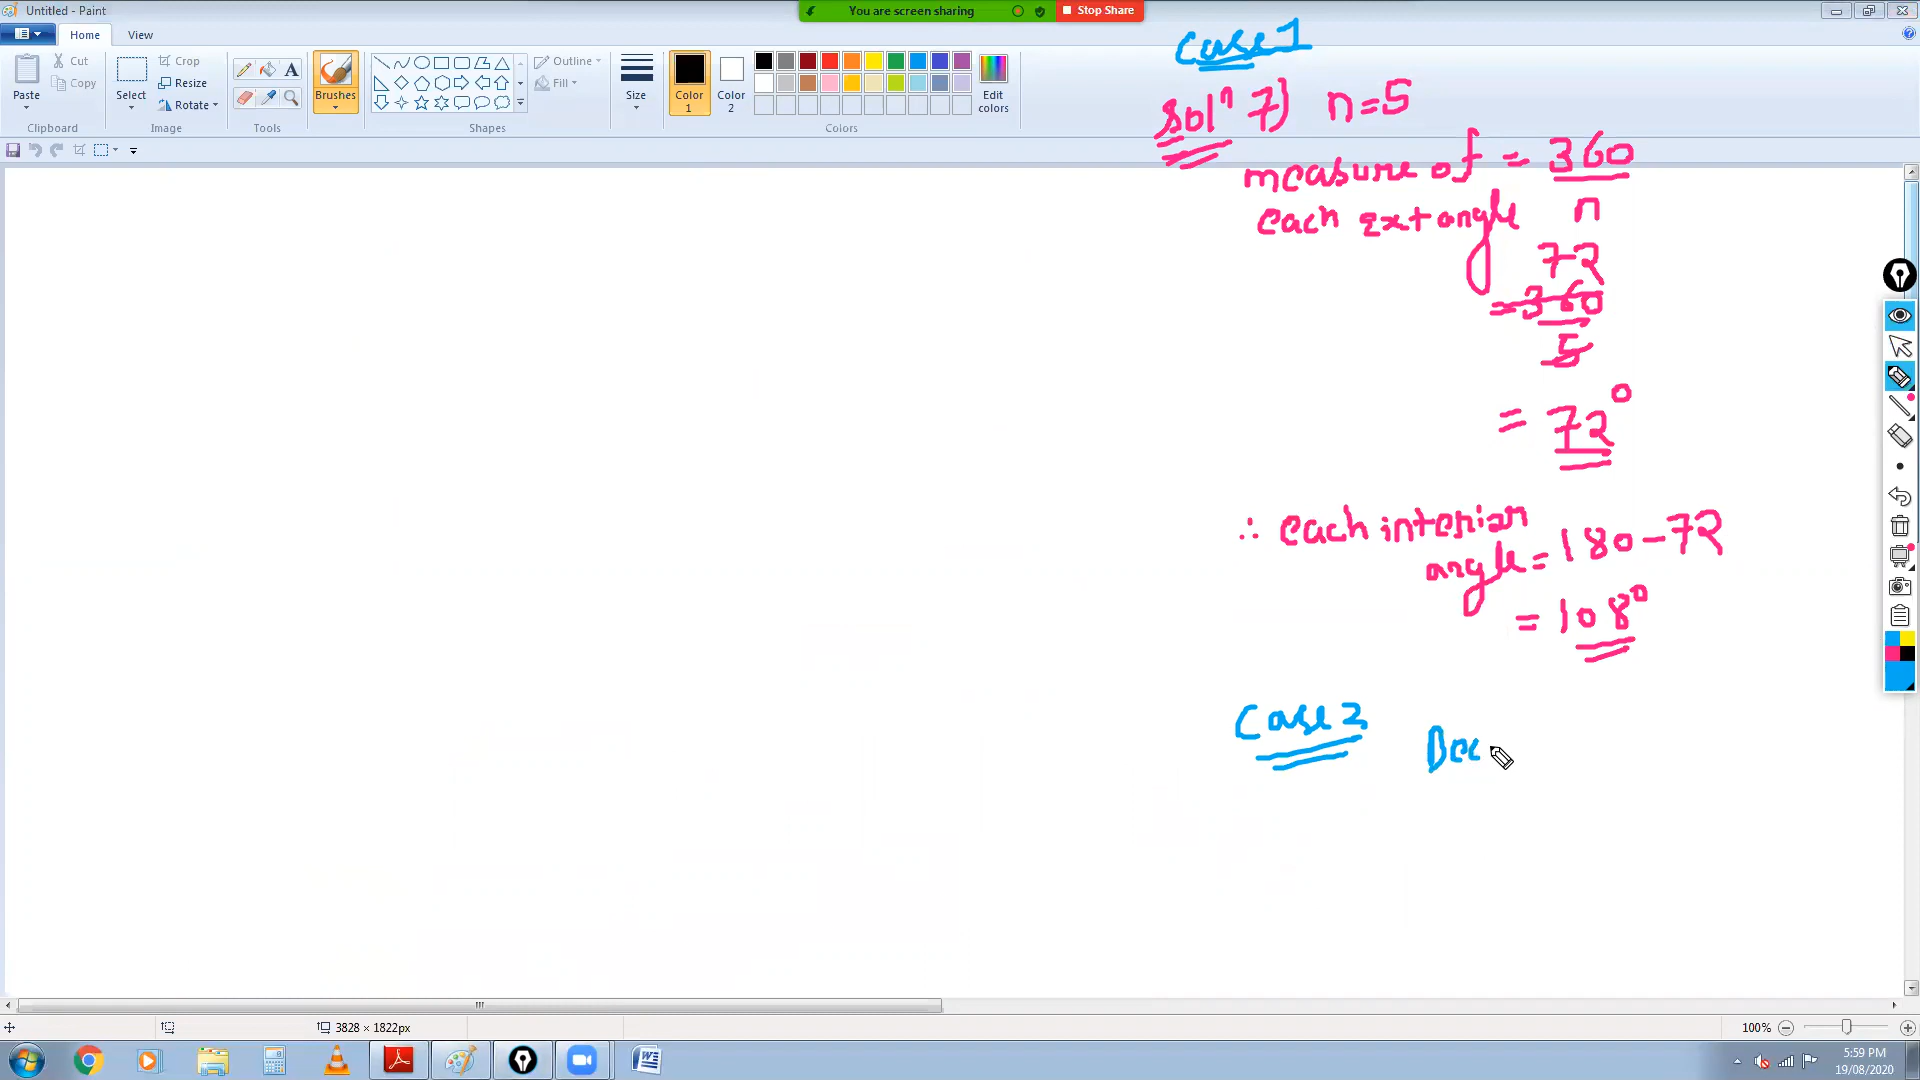 Untitled - Paint
You are screen sharing
Stop Share
Home
View
Paste
Cut
Copy
Clipboard
Select
Crop
Resize
Rotate
Image
A
Tools
Brushes
Outline
Fill
Shapes
Size
Color 1
Color 2
Edit colors
Colors
Case 1
Solⁿ 7) n=5
measure of = 360
each ext angle n
72
= 360
5
= 72°
∴ each interior
angle = 180-72
= 108°
Case 2
Dec
3828 × 1822px
100%
5:59 PM
19/08/2020